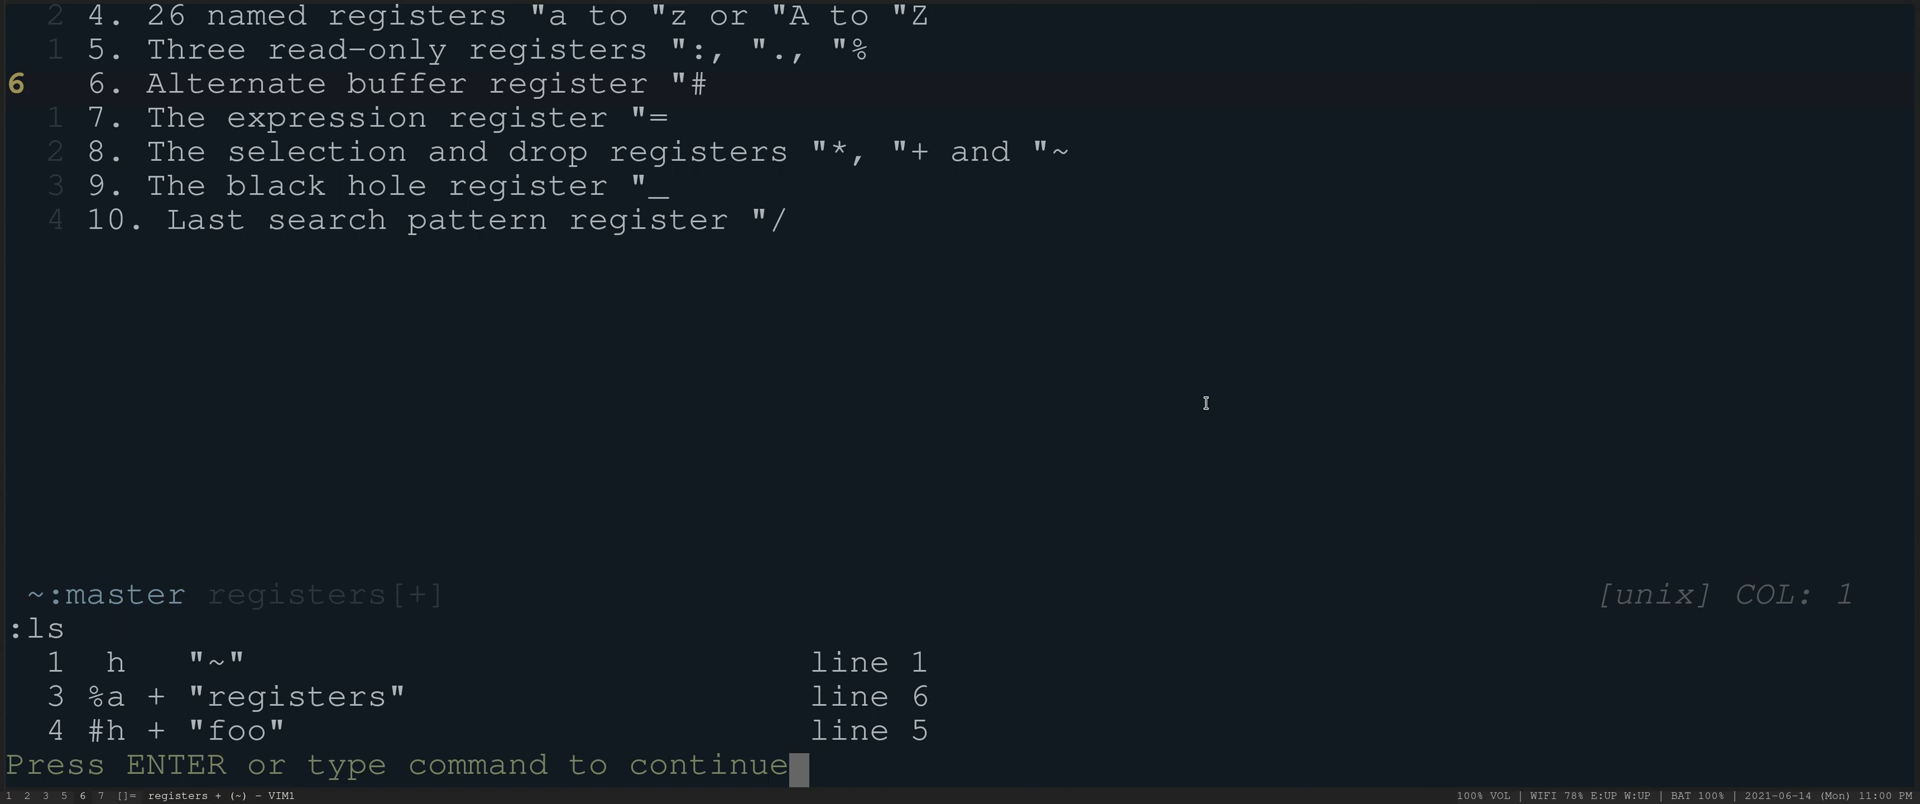 2 4. 26 named registers "a to "z or "A to "Z
1 5. Three read-only registers ":, "., "%
6 6. Alternate buffer register "#
1 7. The expression register "=
2 8. The selection and drop registers "*, "+ and "~
3 9. The black hole register "_
4 10. Last search pattern register "/
~:master registers[+] [unix] COL: 1
:ls
1 h "~" line 1
3 %a + "registers" line 6
4 #h + "foo" line 5
Press ENTER or type command to continue
1 2 3 5 6 7 []= registers + (~) - VIM1 100% VOL | WIFI 78% E:UP W:UP | BAT 100% | 2021-06-14 (Mon) 11:00 PM